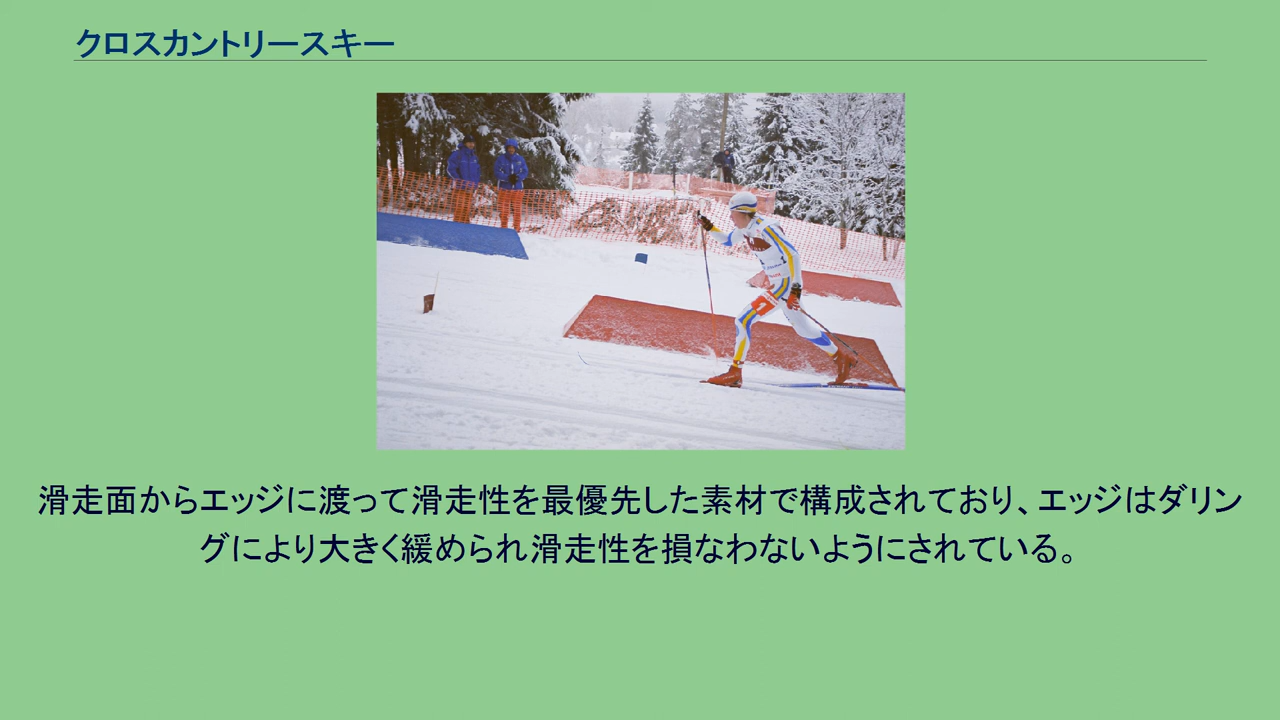 クロスカントリースキー
滑走面からエッジに渡って滑走性を最優先した素材で構成されており、エッジはダリン
グにより大きく緩められ滑走性を損なわないようにされている。